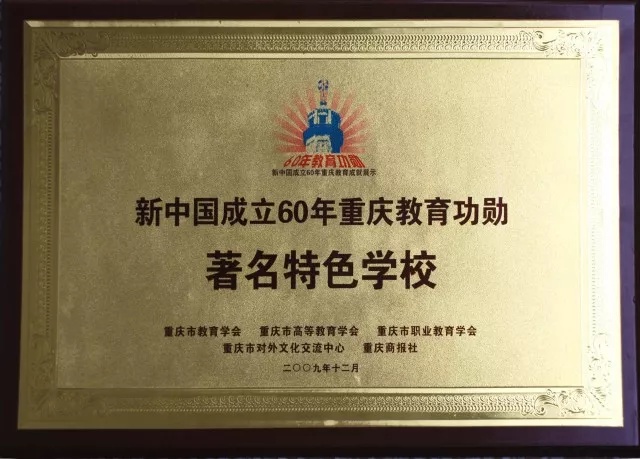 60年教育功勋
新中国成立60年重庆教育成就展示
新中国成立60年重庆教育功勋
著名特色学校
重庆市教育学会 重庆市高等教育学会 重庆市职业教育学会
重庆市对外文化交流中心 重庆商报社
二〇〇九年十二月